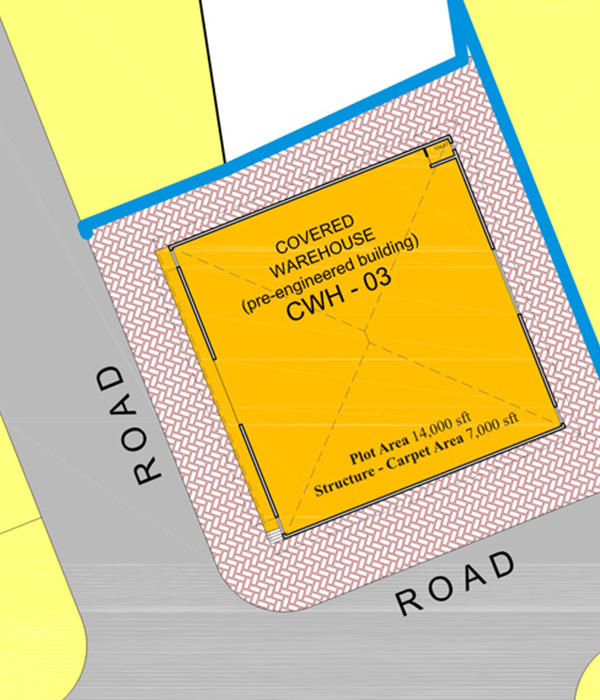 COVERED
WAREHOUSE
(pre-engineered building)
CWH - 03
Plot Area 14,000 sft
Structure - Carpet Area 7,000 sft
ROAD
ROAD